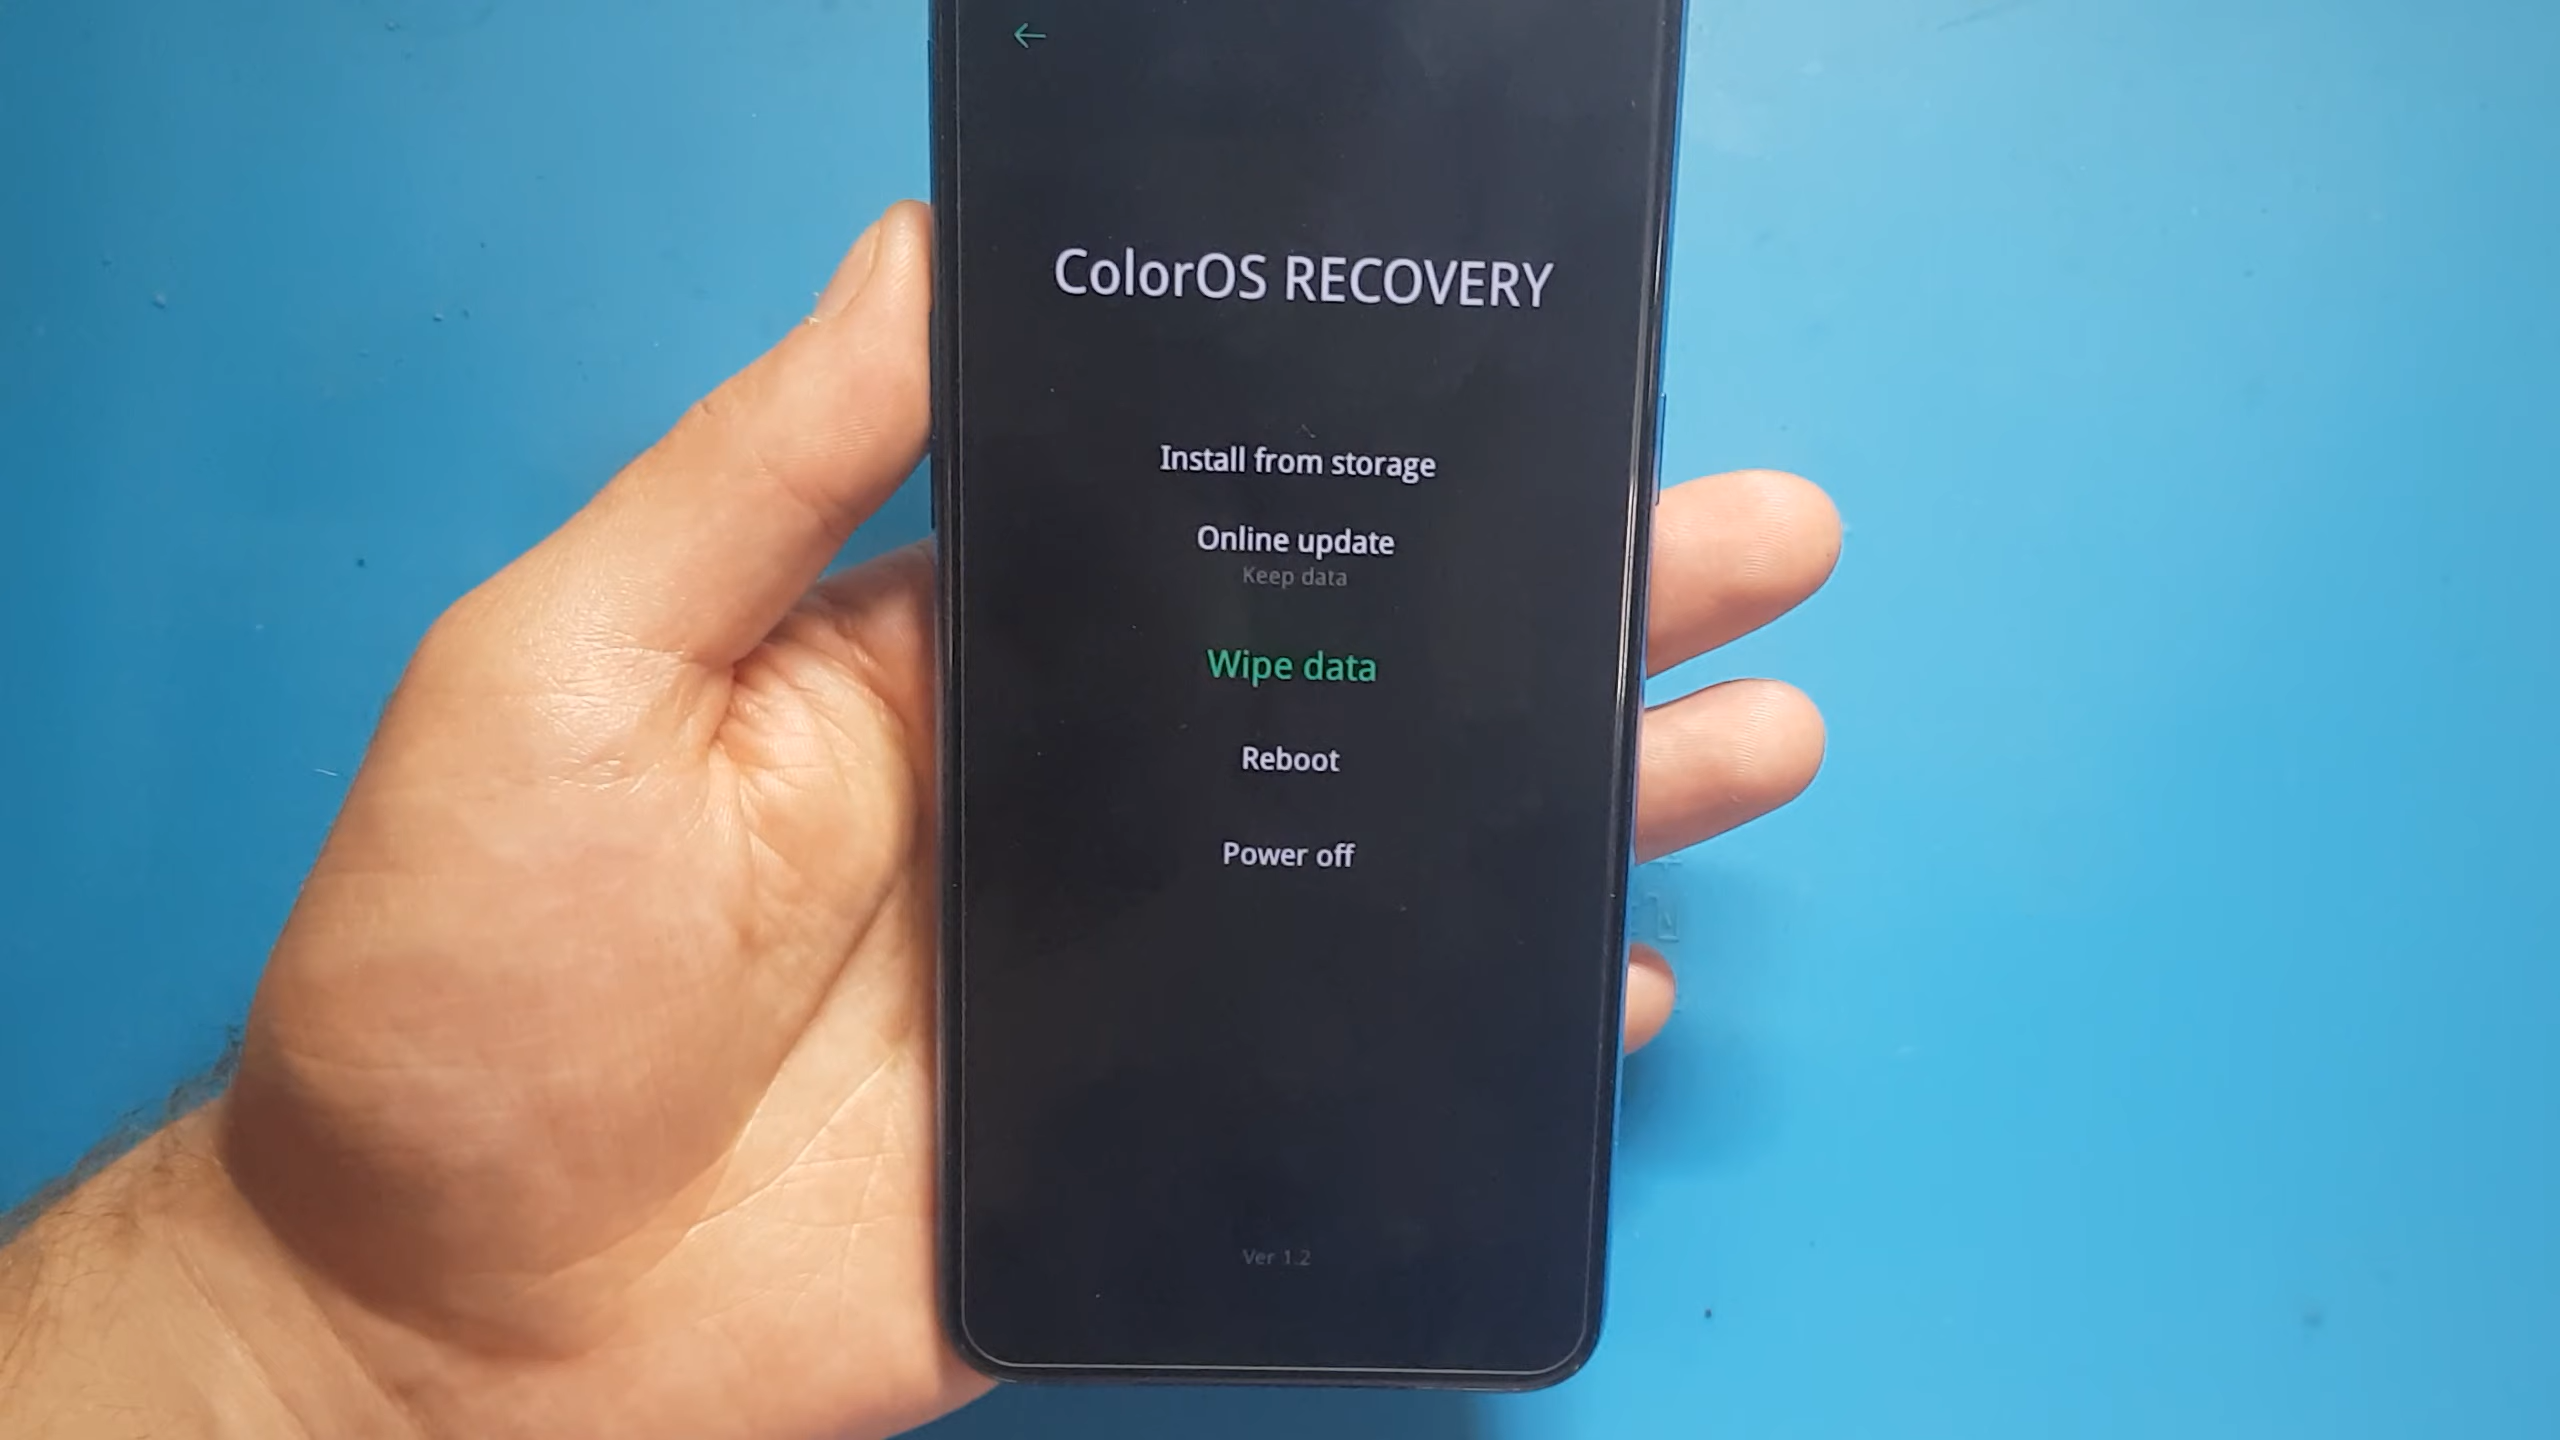 ColorOS RECOVERY
Install from storage
Online update
Keep data
Wipe data
Reboot
Power off
Ver 1.2